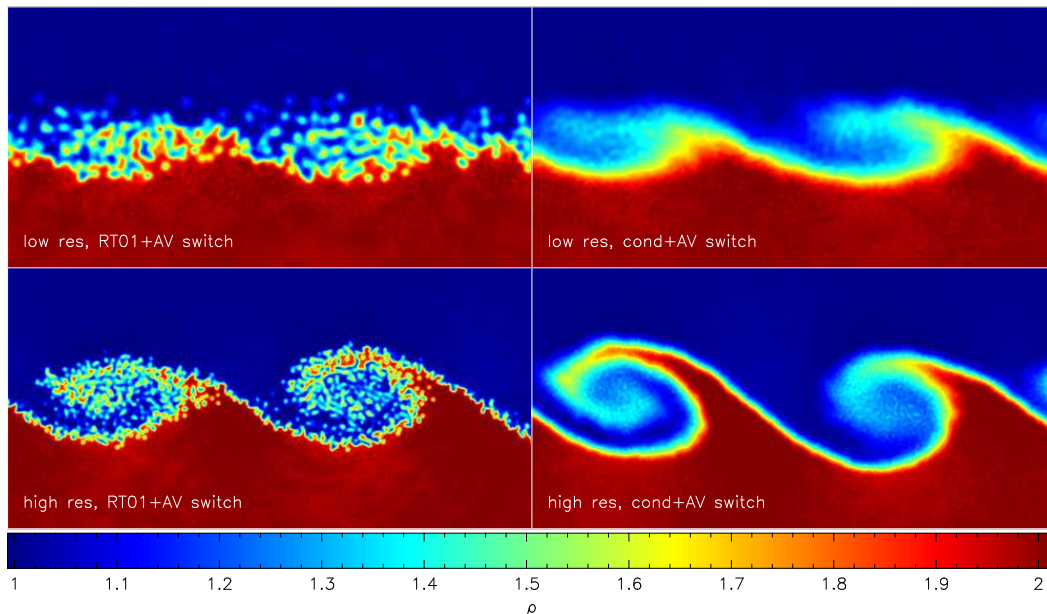 low res, RT01+AV switch
low res, cond+AV switch
high res, RT01+AV switch
high res, cond+AV switch
1 1.1 1.2 1.3 1.4 1.5 1.6 1.7 1.8 1.9 2
ρ